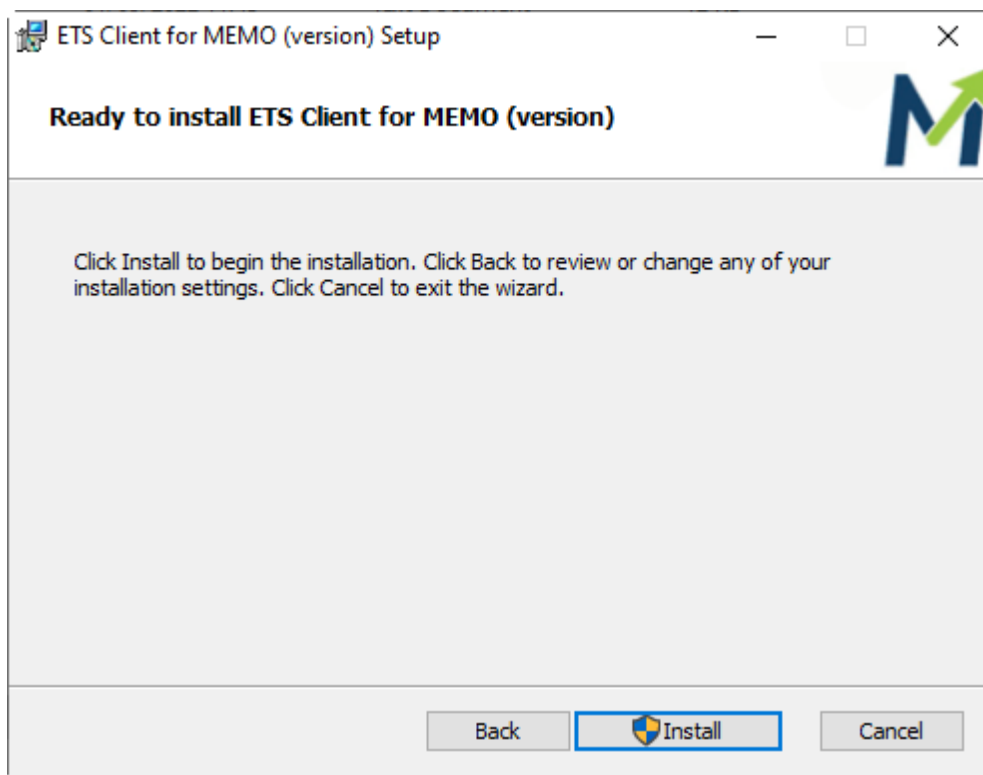 ETS Client for MEMO (version) Setup
Ready to install ETS Client for MEMO (version)
Click Install to begin the installation. Click Back to review or change any of your
installation settings. Click Cancel to exit the wizard.
Back
Install
Cancel